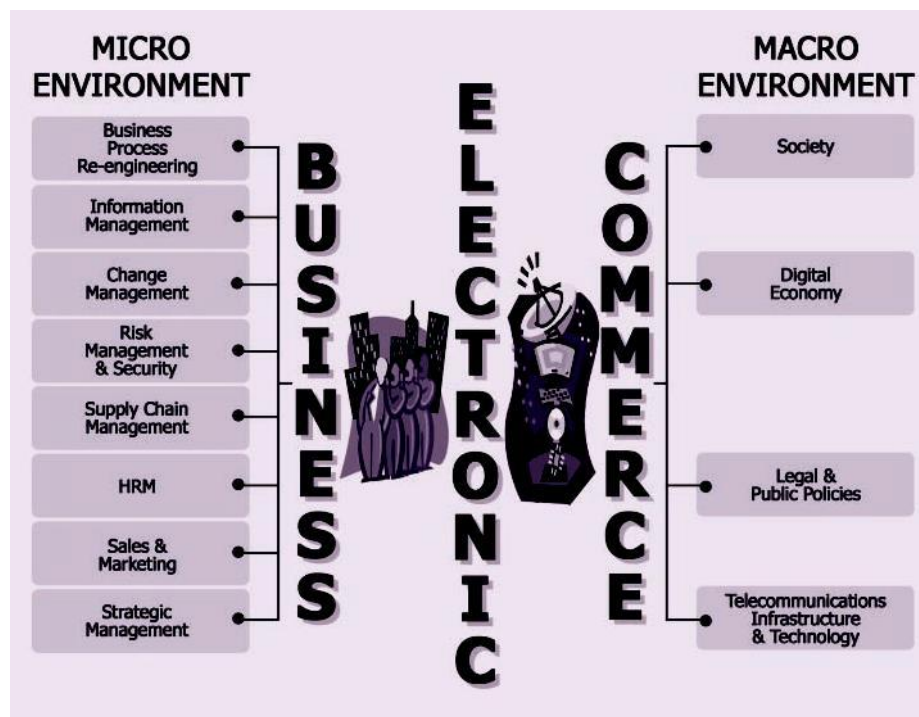 MICRO
ENVIRONMENT
Business
Process
Re-engineering
Information
Management
Change
Management
Risk
Management
& Security
Supply Chain
Management
HRM
Sales &
Marketing
Strategic
Management
BUSINESS
ELECTRONIC
COMMERCE
MACRO
ENVIRONMENT
Society
Digital
Economy
Legal &
Public Policies
Telecommunications
Infrastructure
& Technology